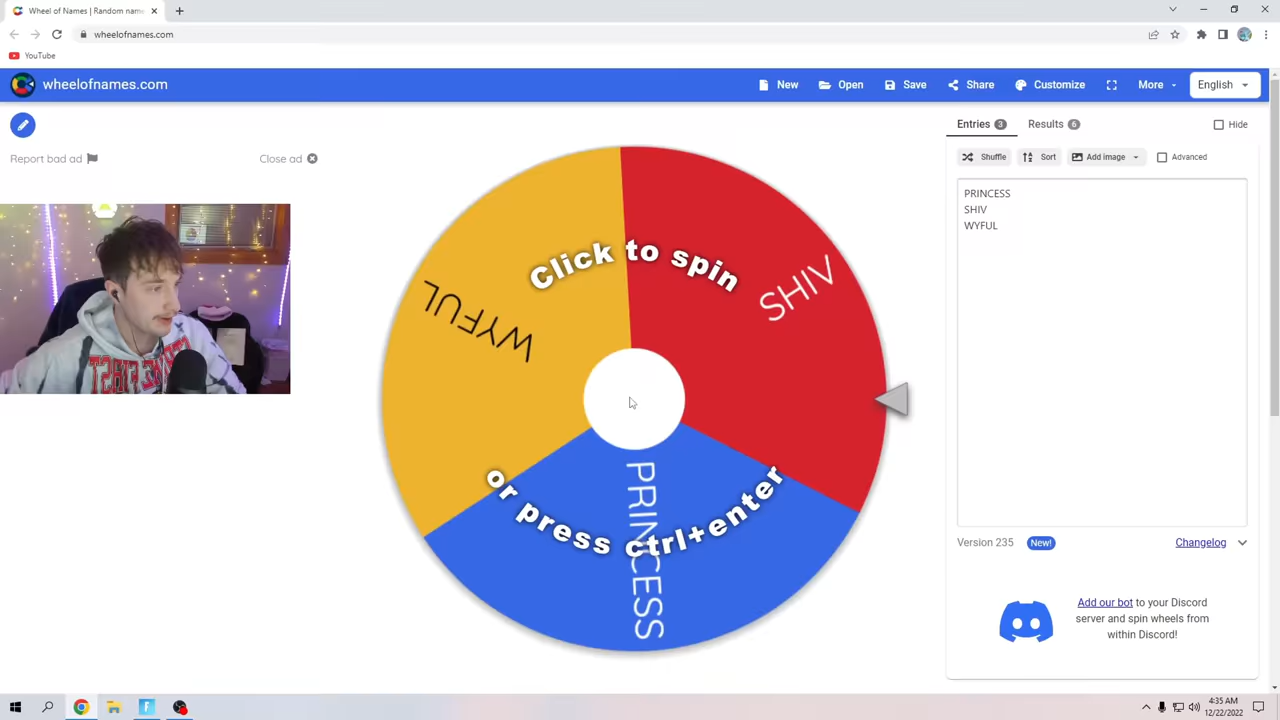 Wheel of Names | Random name
wheelofnames.com
YouTube
wheelofnames.com
New
Open
Save
Share
Customize
More
English
Report bad ad
Close ad
Entries 3
Results 6
Hide
Shuffle
Sort
Add image
Advanced
PRINCESS
SHIV
WYFUL
Click to spin
or press ctrl+enter
WYFUL
SHIV
PRINCESS
Version 235
New!
Changelog
Add our bot to your Discord
server and spin wheels from
within Discord!
4:35 AM
12/22/2022